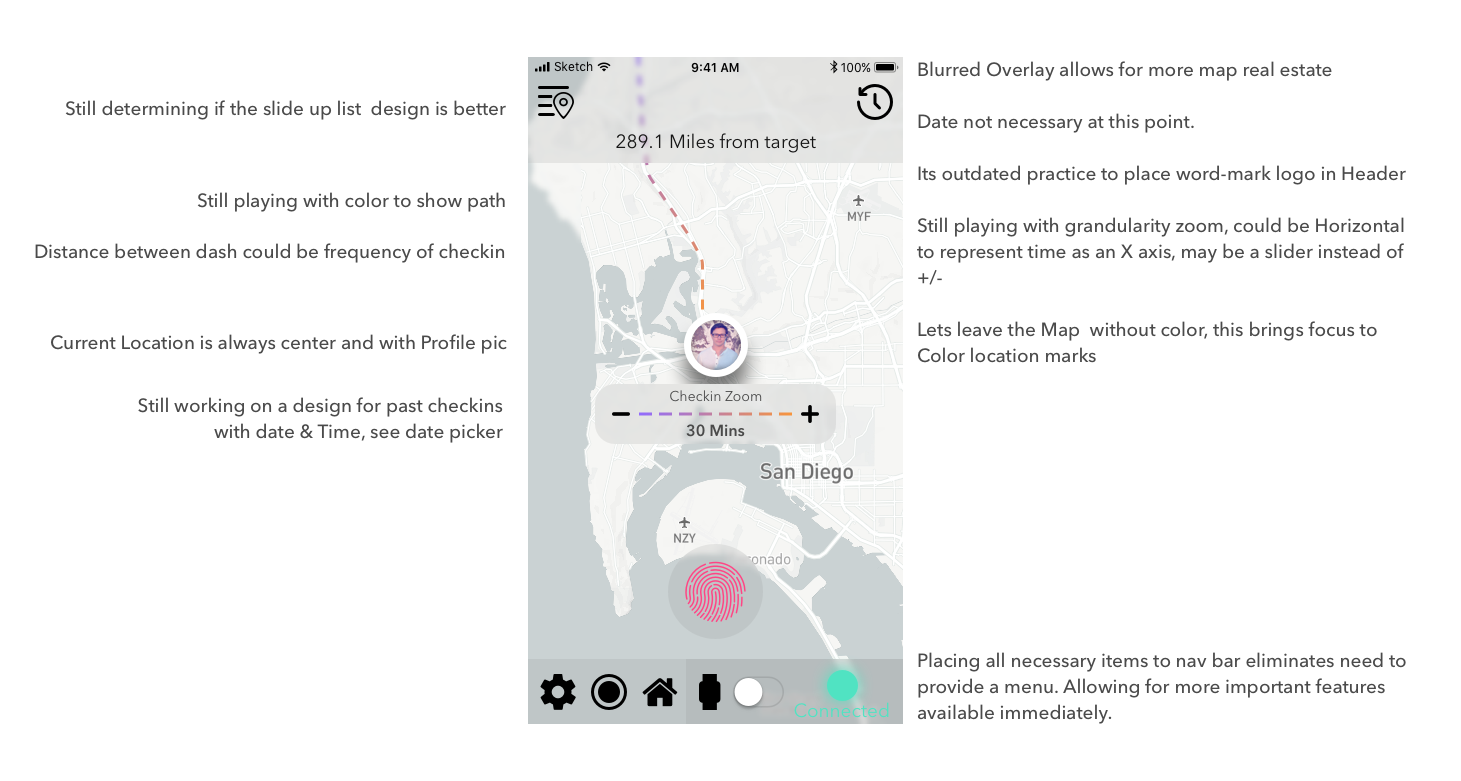 Still determining if the slide up list  design is better
Still playing with color to show path
Distance between dash could be frequency of checkin
Current Location is always center and with Profile pic
Still working on a design for past checkins
with date & Time, see date picker
Sketch
9:41 AM
100%
289.1 Miles from target
MYF
Checkin Zoom
30 Mins
San Diego
NZY
onado
Connected
Blurred Overlay allows for more map real estate
Date not necessary at this point.
Its outdated practice to place word-mark logo in Header
Still playing with grandularity zoom, could be Horizontal
to represent time as an X axis, may be a slider instead of
+/-
Lets leave the Map  without color, this brings focus to
Color location marks
Placing all necessary items to nav bar eliminates need to
provide a menu. Allowing for more important features
available immediately.